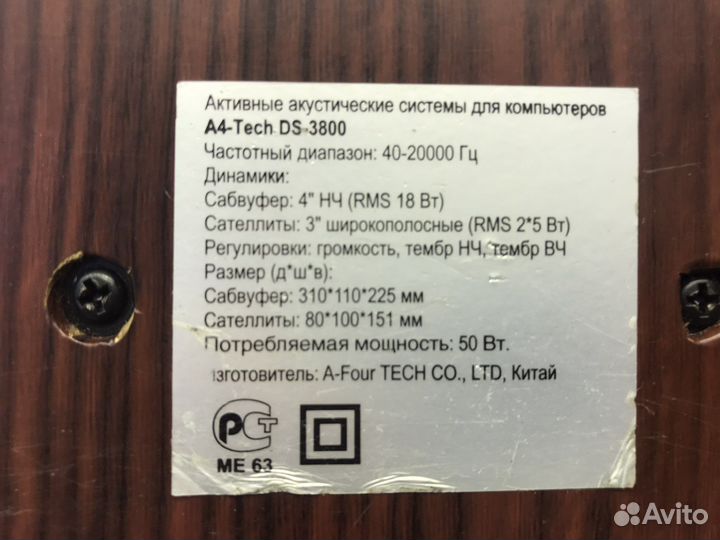 Активные акустические системы для компьютеров
A4-Tech DS-3800
Частотный диапазон: 40-20000 Гц
Динамики:
Сабвуфер: 4" НЧ (RMS 18 Вт)
Сателлиты: 3" широкополосные (RMS 2*5 Вт)
Регулировки: громкость, тембр НЧ, тембр ВЧ
Размер (д*ш*в):
Сабвуфер: 310*110*225 мм
Сателлиты: 80*100*151 мм
Потребляемая мощность: 50 Вт.
изготовитель: A-Four TECH CO., LTD, Китай
РСТ
МЕ 63
Avito